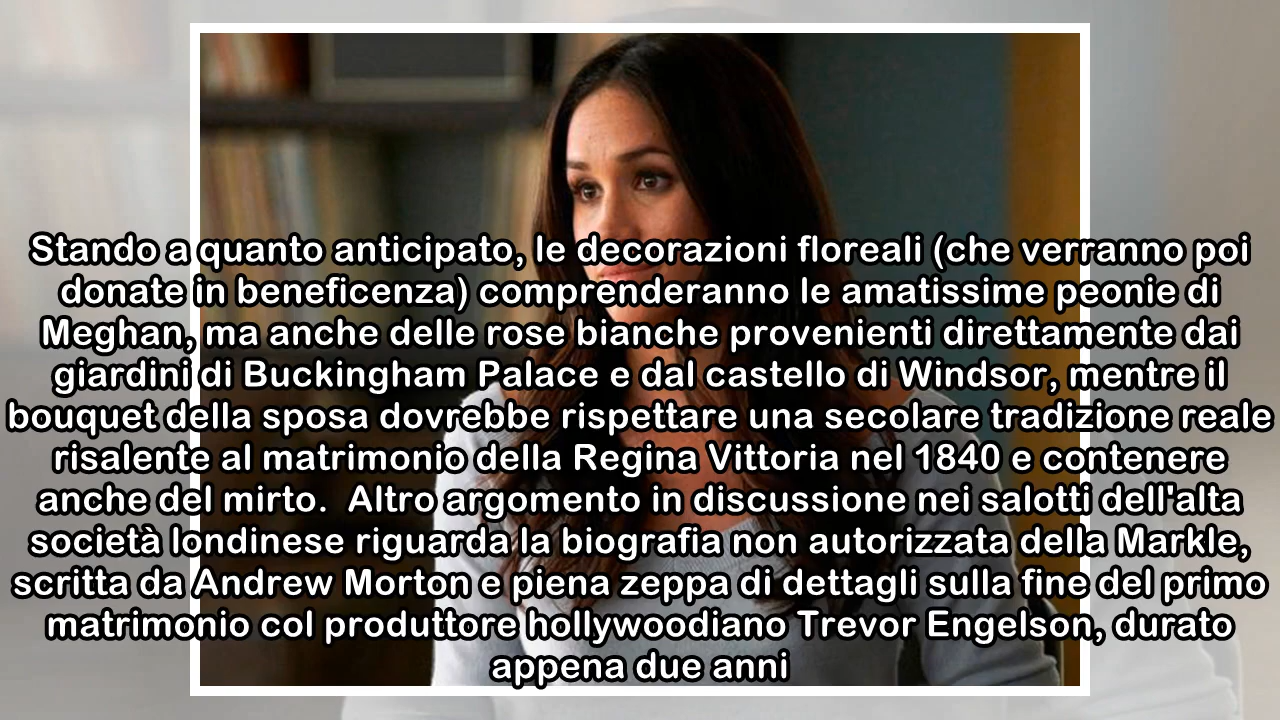 Stando a quanto anticipato, le decorazioni floreali (che verranno poi
donate in beneficenza) comprenderanno le amatissime peonie di
Meghan, ma anche delle rose bianche provenienti direttamente dai
giardini di Buckingham Palace e dal castello di Windsor, mentre il
bouquet della sposa dovrebbe rispettare una secolare tradizione reale
risalente al matrimonio della Regina Vittoria nel 1840 e contenere
anche del mirto.  Altro argomento in discussione nei salotti dell'alta
società londinese riguarda la biografia non autorizzata della Markle,
scritta da Andrew Morton e piena zeppa di dettagli sulla fine del primo
matrimonio col produttore hollywoodiano Trevor Engelson, durato
appena due anni